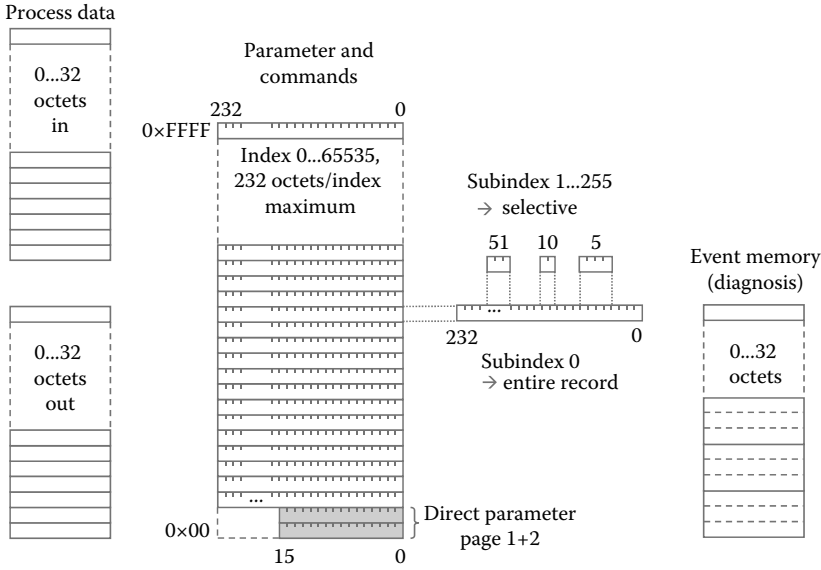 Process data
0...32
octets
in
0...32
octets
out
Parameter and
commands
232 0
0×FFFF
Index 0...65535,
232 octets/index
maximum
...
0×00
15 0
Direct parameter
page 1+2
Subindex 1...255
→ selective
51 10 5
...
232 0
Subindex 0
→ entire record
Event memory
(diagnosis)
0...32
octets